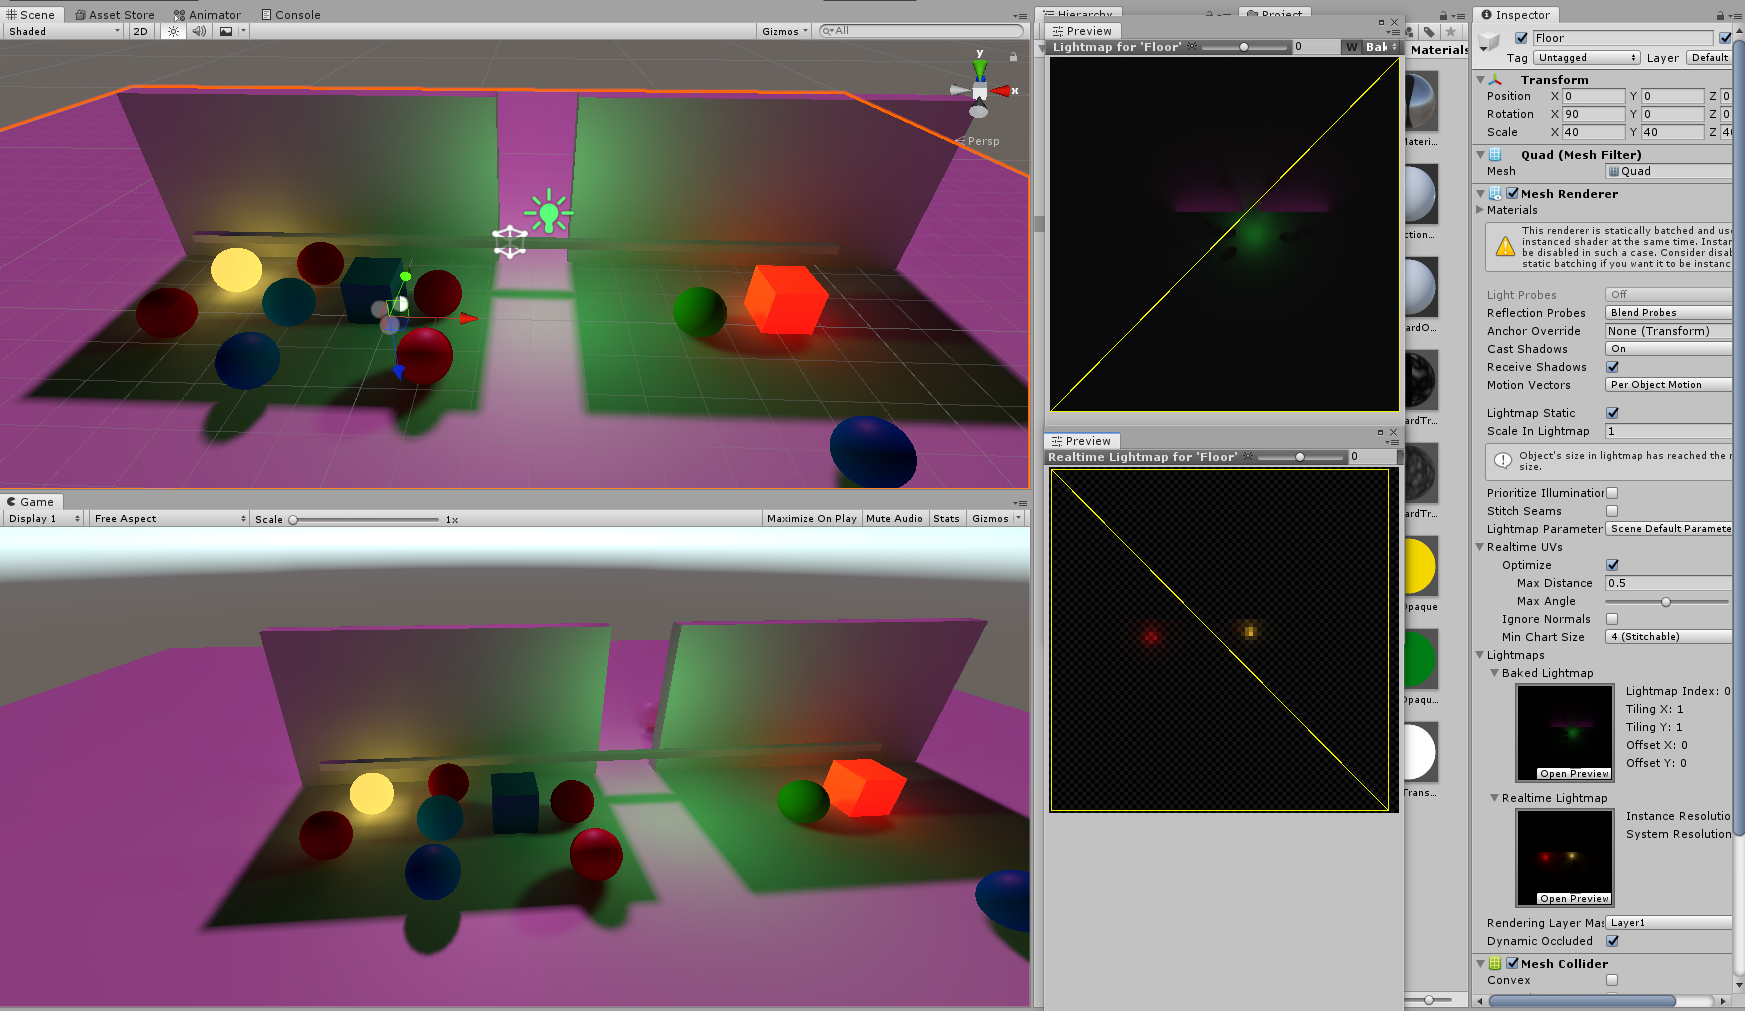 Scene
Asset Store
Animator
Console
Shaded
2D
Gizmos
All
y
x
Persp
Game
Display 1
Free Aspect
Scale
1x
Maximize On Play
Mute Audio
Stats
Gizmos
Hierarchy
Project
Preview
Lightmap for 'Floor'
0
W
Bak
Materials
Preview
Realtime Lightmap for 'Floor'
0
Materi...
ction...
ardO...
ardTr...
ardTr...
paque
paqu...
Trans...
Inspector
Floor
Tag
Untagged
Layer
Default
Transform
Position
X
0
Y
0
Z
0
Rotation
X
90
Y
0
Z
0
Scale
X
40
Y
40
Z
Quad (Mesh Filter)
Mesh
Quad
Mesh Renderer
Materials
This renderer is statically batched and use
instanced shader at the same time. Instan
be disabled in such a case. Consider disab
static batching if you want it to be instanc
Light Probes
Off
Reflection Probes
Blend Probes
Anchor Override
None (Transform)
Cast Shadows
On
Receive Shadows
Motion Vectors
Per Object Motion
Lightmap Static
Scale In Lightmap
1
Object's size in lightmap has reached the
size.
Prioritize Illumination
Stitch Seams
Lightmap Parameter
Scene Default Paramete
Realtime UVs
Optimize
Max Distance
0.5
Max Angle
Ignore Normals
Min Chart Size
4 (Stitchable)
Lightmaps
Baked Lightmap
Lightmap Index: 0
Tiling X: 1
Tiling Y: 1
Offset X: 0
Offset Y: 0
Open Preview
Realtime Lightmap
Instance Resolutio
System Resolution
Open Preview
Rendering Layer Mas
Layer1
Dynamic Occluded
Mesh Collider
Convex